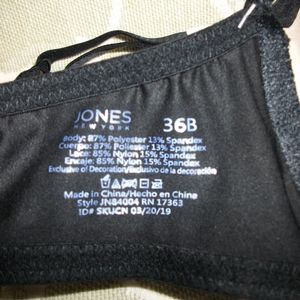 JONES
NEW YORK
36B
Body: 87% Polyester 13% Spandex
Cuerpo: 87% Poliester 13% Spandex
Lace: 85% Nylon 15% Spandex
Encaje: 85% Nylon 15% Spandex
Exclusive of Decoration/Exclusivo de la decoración
Made in China/Hecho en China
Style JN84004 RN 17363
ID# SKUCN 03/20/19